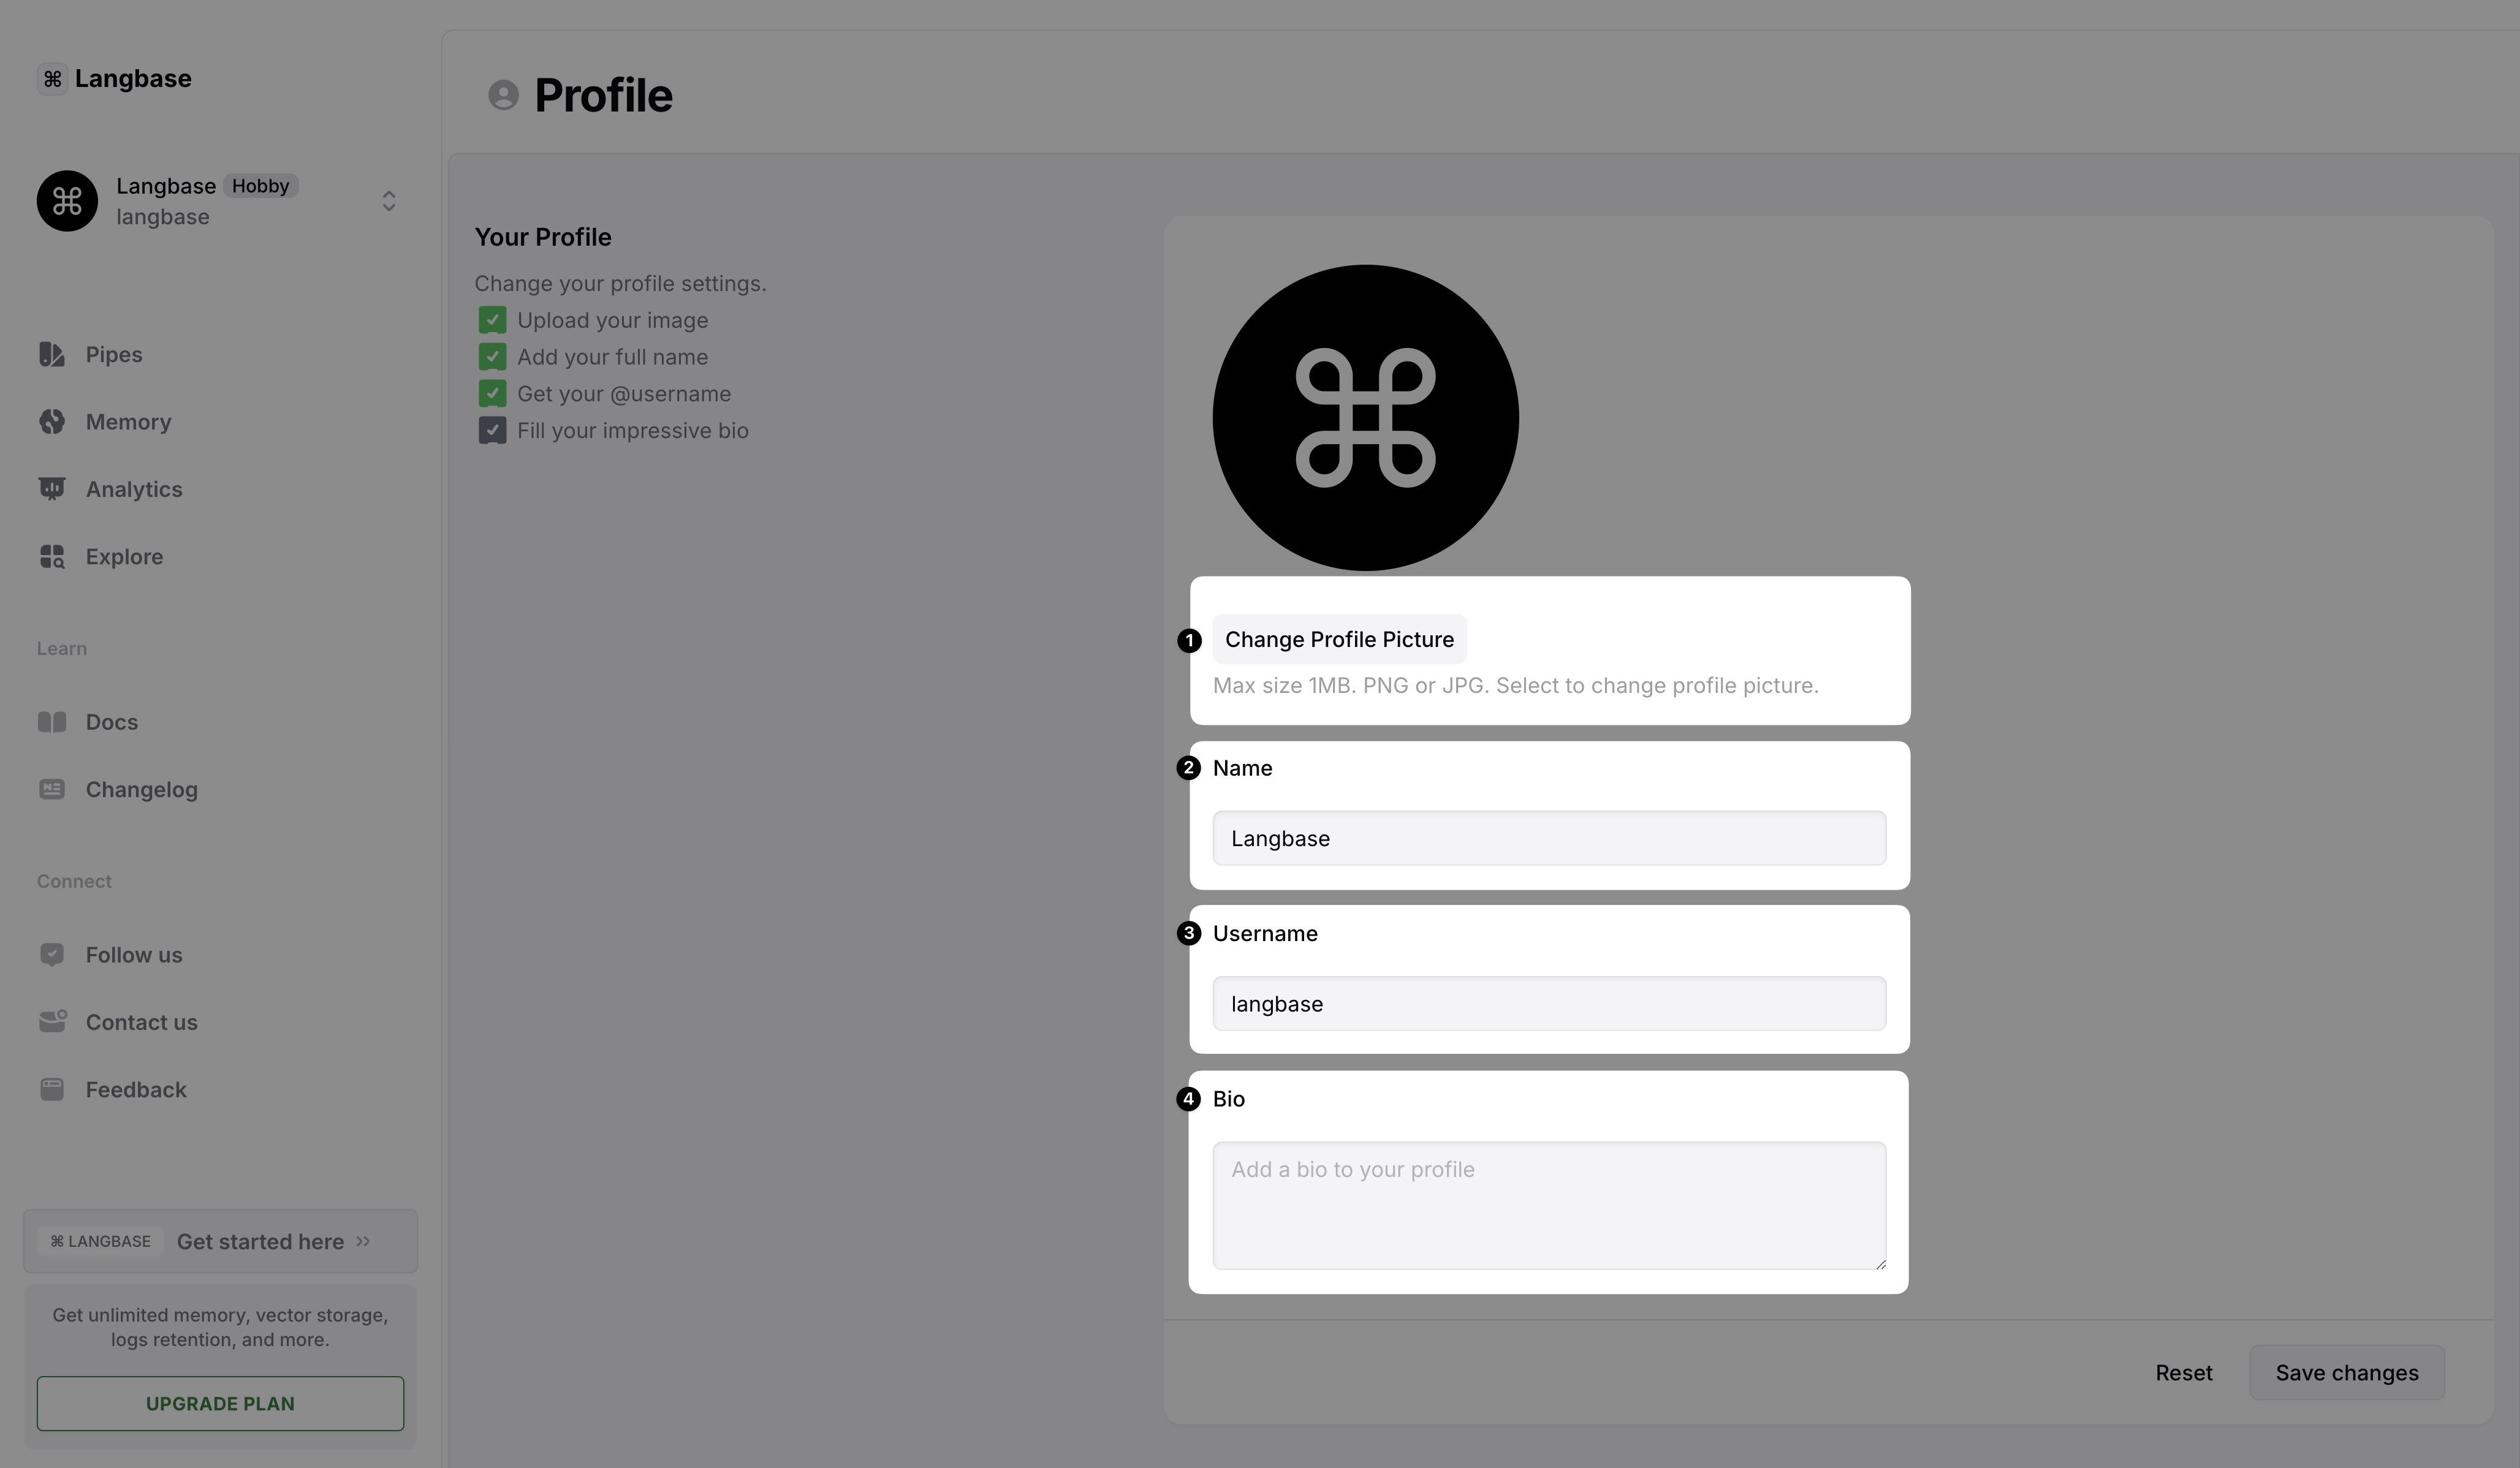 Langbase
Langbase Hobby
langbase
Pipes
Memory
Analytics
Explore
Learn
Docs
Changelog
Connect
Follow us
Contact us
Feedback
⌘ LANGBASE Get started here
Get unlimited memory, vector storage,
logs retention, and more.
UPGRADE PLAN
Profile
Your Profile
Change your profile settings.
Upload your image
Add your full name
Get your @username
Fill your impressive bio
1 Change Profile Picture
Max size 1MB. PNG or JPG. Select to change profile picture.
2 Name
Langbase
3 Username
langbase
4 Bio
Add a bio to your profile
Reset Save changes